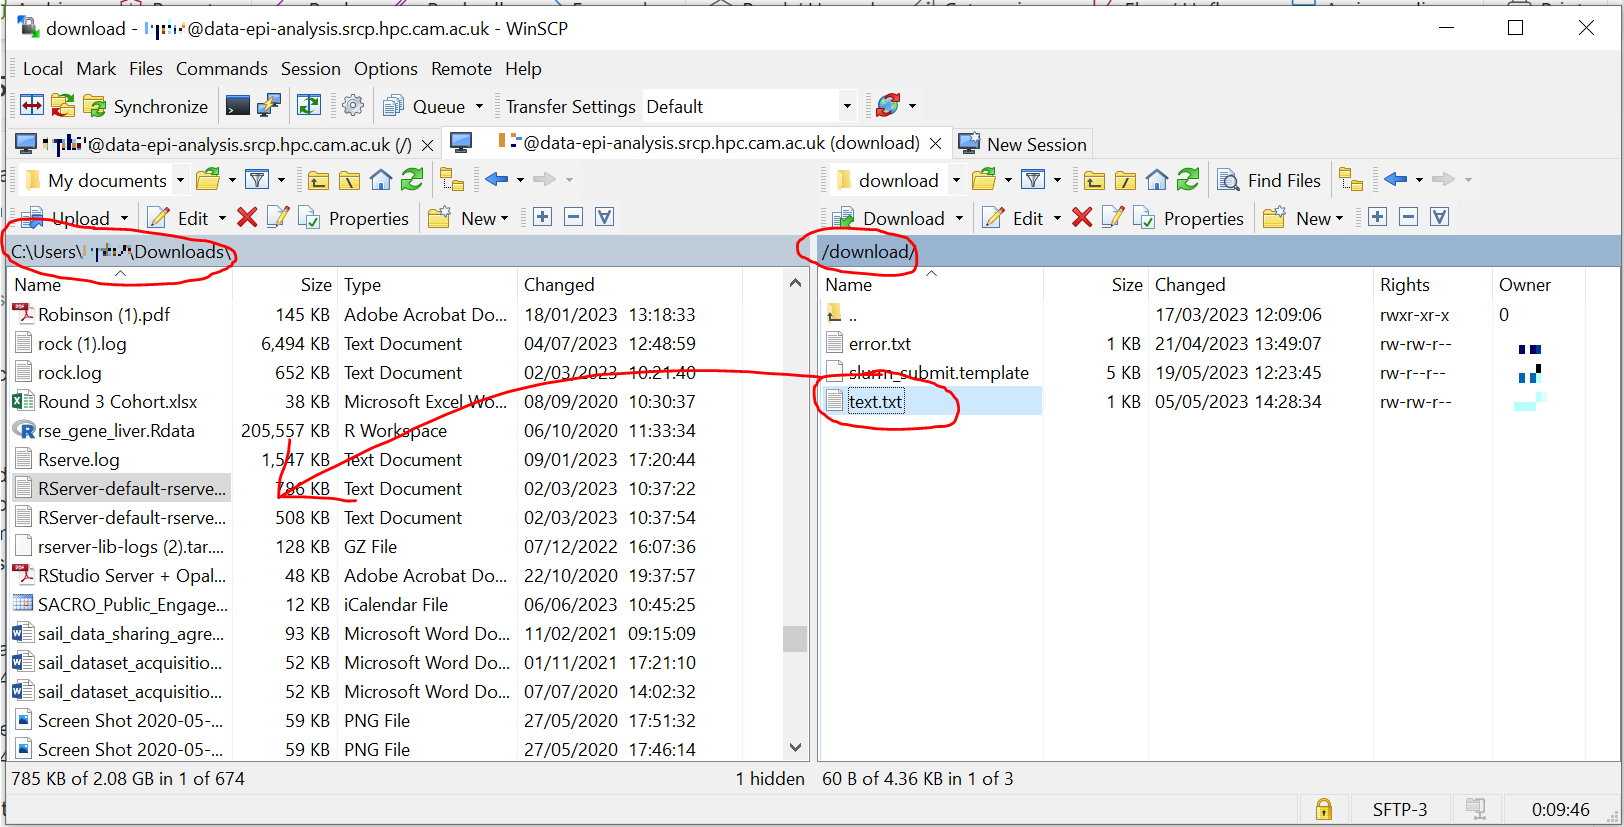 download - @data-epi-analysis.srcp.hpc.cam.ac.uk - WinSCP
Local Mark Files Commands Session Options Remote Help
Synchronize Queue Transfer Settings Default
@data-epi-analysis.srcp.hpc.cam.ac.uk (/) @data-epi-analysis.srcp.hpc.cam.ac.uk (download) New Session
My documents download Find Files
Upload Edit Properties New Download Edit Properties New
C:\Users\ \Downloads\ /download/
Name Size Type Changed Name Size Changed Rights Owner
Robinson (1).pdf 145 KB Adobe Acrobat Do... 18/01/2023 13:18:33 .. 17/03/2023 12:09:06 rwxr-xr-x 0
rock (1).log 6,494 KB Text Document 04/07/2023 12:48:59 error.txt 1 KB 21/04/2023 13:49:07 rw-rw-r--
rock.log 652 KB Text Document 02/03/2023 10:21:40 slurm_submit.template 5 KB 19/05/2023 12:23:45 rw-r--r--
Round 3 Cohort.xlsx 38 KB Microsoft Excel Wo... 08/09/2020 10:30:37 text.txt 1 KB 05/05/2023 14:28:34 rw-rw-r--
rse_gene_liver.Rdata 205,557 KB R Workspace 06/10/2020 11:33:34
Rserve.log 1,547 KB Text Document 09/01/2023 17:20:44
RServer-default-rserve... 786 KB Text Document 02/03/2023 10:37:22
RServer-default-rserve... 508 KB Text Document 02/03/2023 10:37:54
rserver-lib-logs (2).tar.... 128 KB GZ File 07/12/2022 16:07:36
RStudio Server + Opal... 48 KB Adobe Acrobat Do... 22/10/2020 19:37:57
SACRO_Public_Engage... 12 KB iCalendar File 06/06/2023 10:45:25
sail_data_sharing_agre... 93 KB Microsoft Word Do... 11/02/2021 09:15:09
sail_dataset_acquisitio... 52 KB Microsoft Word Do... 01/11/2021 17:21:10
sail_dataset_acquisitio... 52 KB Microsoft Word Do... 07/07/2020 14:02:32
Screen Shot 2020-05-... 59 KB PNG File 27/05/2020 17:51:32
Screen Shot 2020-05-... 59 KB PNG File 27/05/2020 17:46:14
785 KB of 2.08 GB in 1 of 674 1 hidden 60 B of 4.36 KB in 1 of 3
SFTP-3 0:09:46